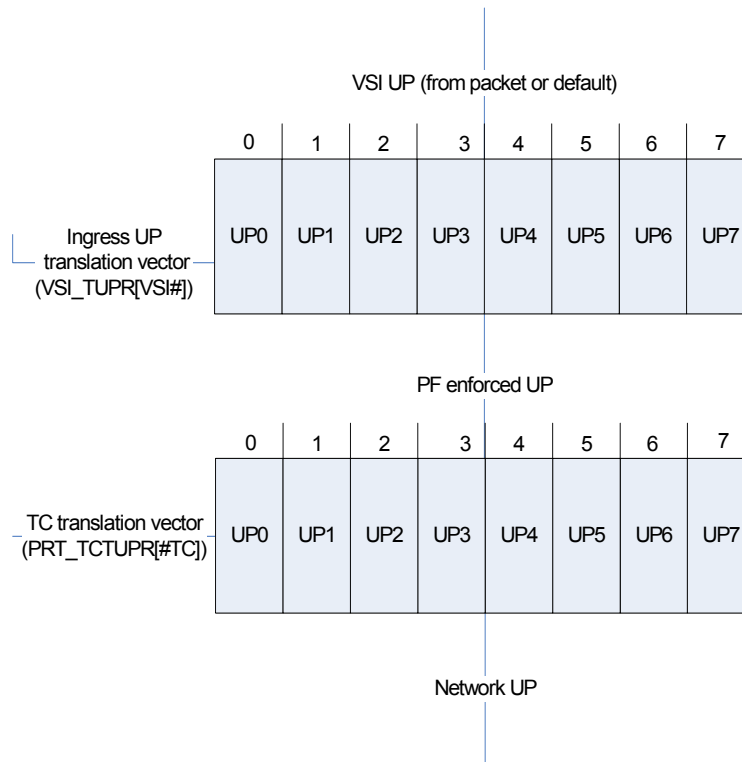 VSI UP (from packet or default)
0 1 2 3 4 5 6 7
Ingress UP
translation vector
(VSI_TUPR[VSI#])
UP0 UP1 UP2 UP3 UP4 UP5 UP6 UP7
PF enforced UP
0 1 2 3 4 5 6 7
TC translation vector
(PRT_TCTUPR[#TC])
UP0 UP1 UP2 UP3 UP4 UP5 UP6 UP7
Network UP